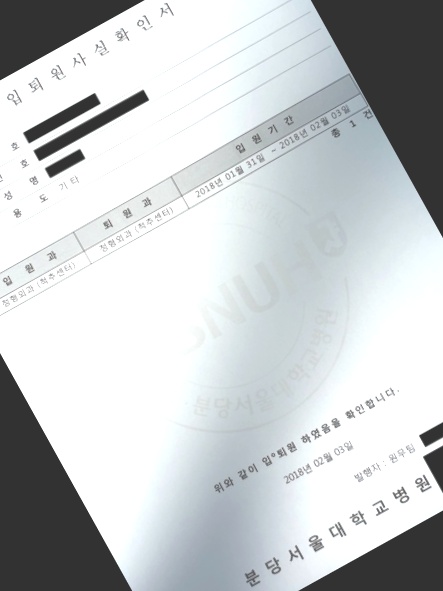 입 퇴 원 사 실 확 인 서
호
호
성 명
용 도 기타
입 원 과 퇴 원 과 입 원 기 간
정형외과 (척추센터) 정형외과 (척추센터) 2018년 01월 31일 ~ 2018년 02월 03일
총 1 건
분당서울대학교병원
위와 같이 입•퇴원 하였음을 확인합니다.
2018년 02월 03일
발행자 : 원무팀
분 당 서 울 대 학 교 병 원